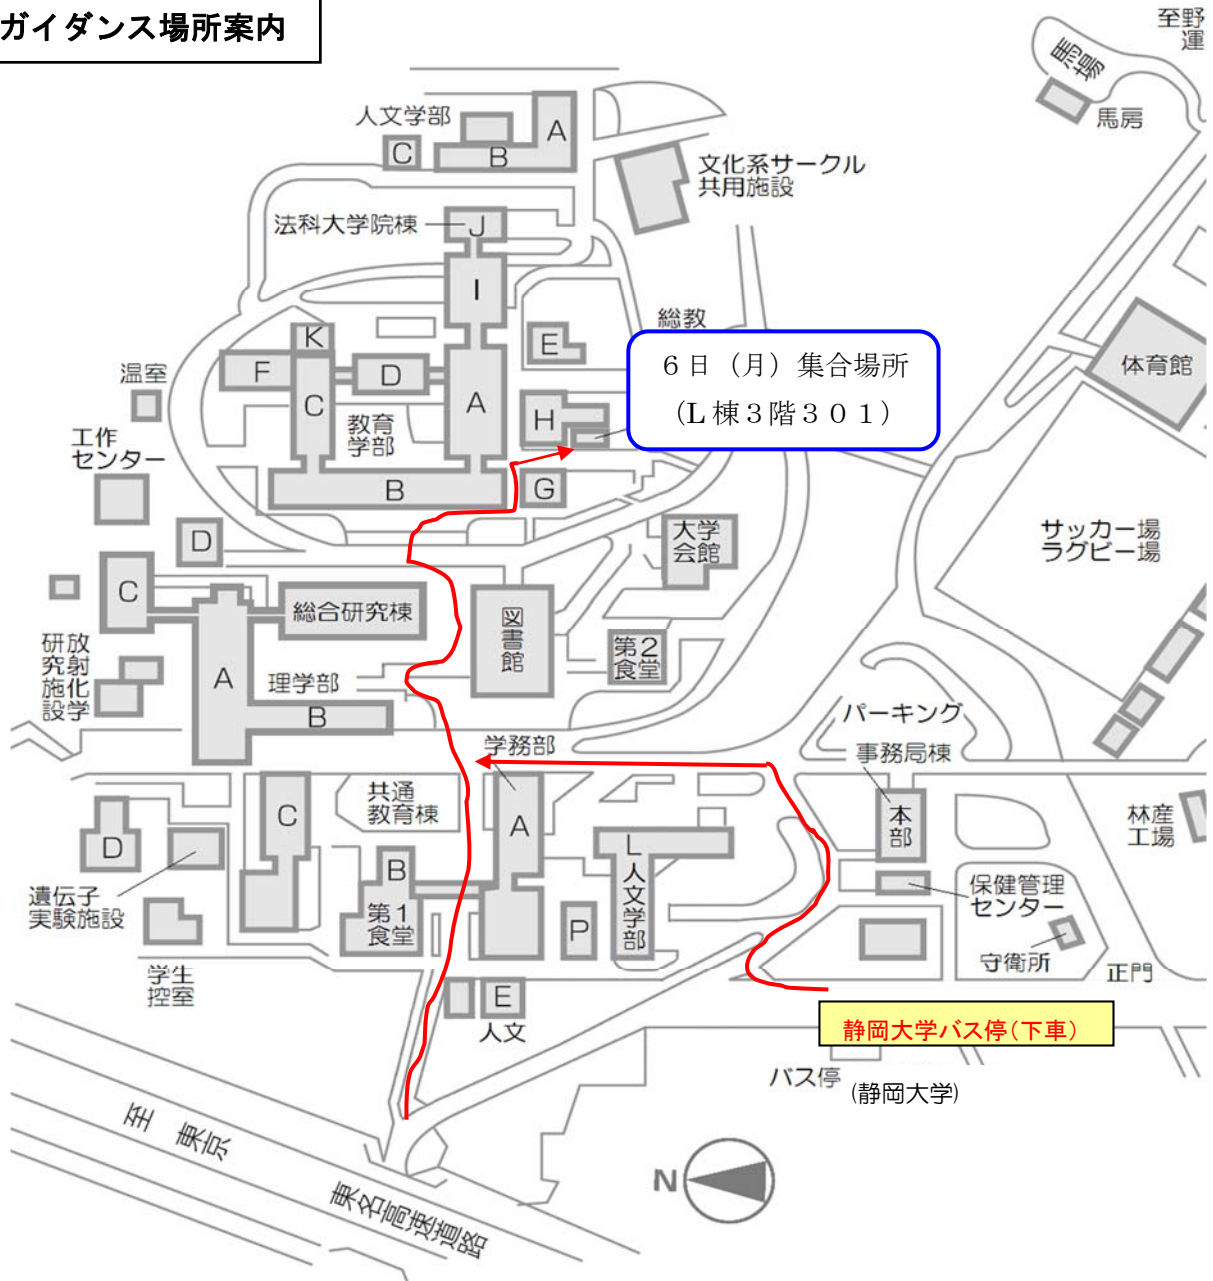 ガイダンス場所案内
至野
運
馬場
馬房
人文学部
A
B
C
文化系サークル
共用施設
法科大学院棟
J
I
総教
6日（月）集合場所
（L棟3階301）
K
E
F
D
C
A
H
体育館
温室
教育
学部
工作
センター
B
G
D
大学
会館
サッカー場
ラグビー場
C
総合研究棟
図書館
第2
食堂
放射化学
研究施設
A
理学部
B
パーキング
学務部
事務局棟
共通
教育棟
C
A
本部
林産
工場
D
L
人文学部
B
第1
食堂
保健管理
センター
遺伝子
実験施設
P
守衛所
正門
学生
控室
E
人文
静岡大学バス停(下車)
バス停
(静岡大学)
至 東京
東名高速道路
N